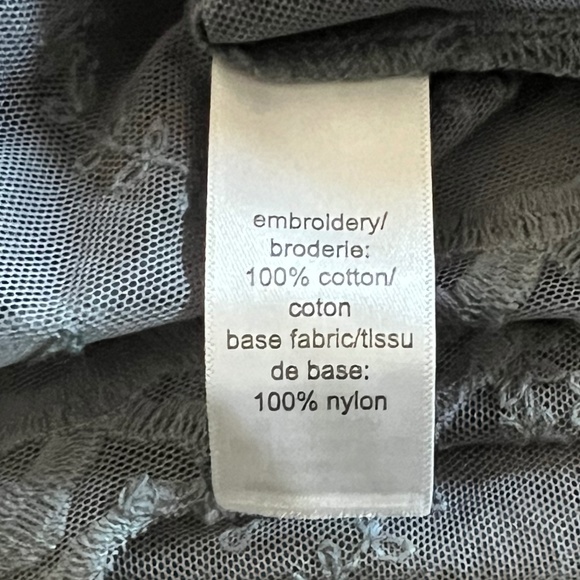 embroidery/
broderie:
100% cotton/
coton
base fabric/tissu
de base:
100% nylon